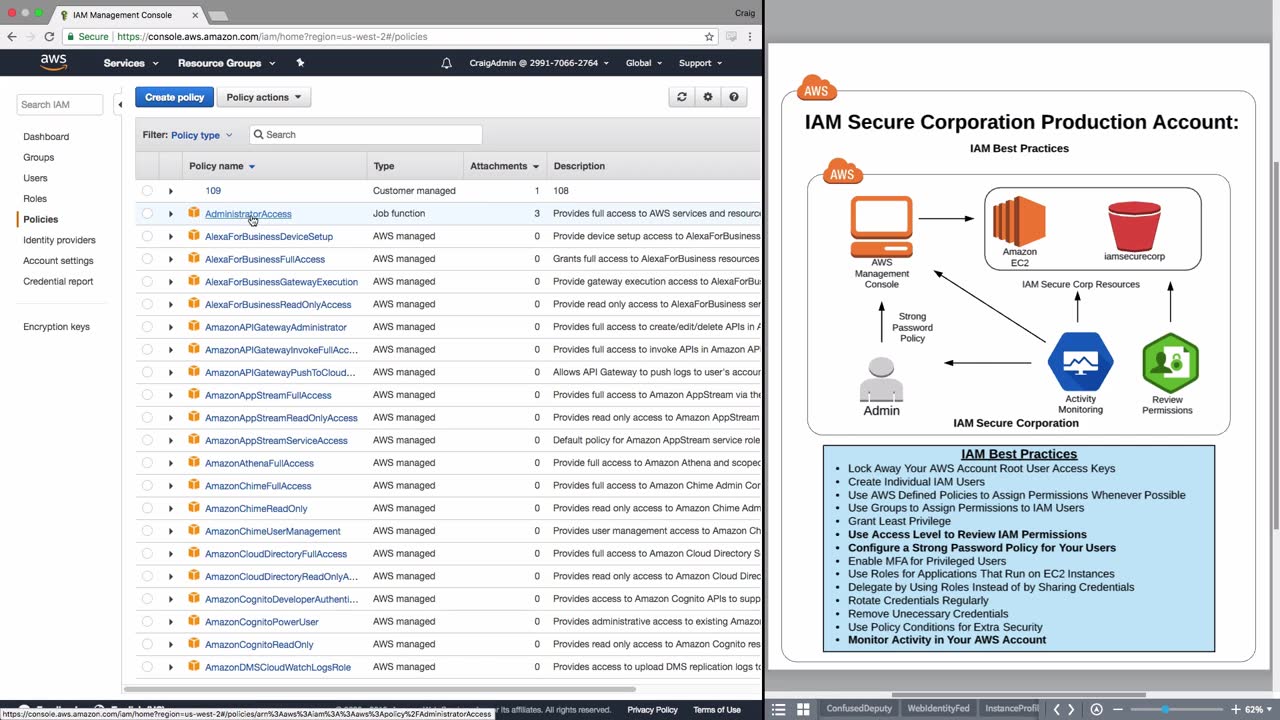 IAM Management Console
Craig
Secure
https://console.aws.amazon.com/iam/home?region=us-west-2#/policies
aws
Services
Resource Groups
CraigAdmin @ 2991-7066-2764
Global
Support
Search IAM
Dashboard
Groups
Users
Roles
Policies
Identity providers
Account settings
Credential report
Encryption keys
Create policy
Policy actions
Filter: Policy type
Search
Policy name Type Attachments Description
109 Customer managed 1 108
AdministratorAccess Job function 3 Provides full access to AWS services and resourc
AlexaForBusinessDeviceSetup AWS managed 0 Provide device setup access to AlexaForBusiness
AlexaForBusinessFullAccess AWS managed 0 Grants full access to AlexaForBusiness resources
AlexaForBusinessGatewayExecution AWS managed 0 Provide gateway execution access to AlexaForBu
AlexaForBusinessReadOnlyAccess AWS managed 0 Provide read only access to AlexaForBusiness ser
AmazonAPIGatewayAdministrator AWS managed 0 Provides full access to create/edit/delete APIs in A
AmazonAPIGatewayInvokeFullAcc... AWS managed 0 Provides full access to invoke APIs in Amazon AP
AmazonAPIGatewayPushToCloud... AWS managed 0 Allows API Gateway to push logs to user's accoun
AmazonAppStreamFullAccess AWS managed 0 Provides full access to Amazon AppStream via the
AmazonAppStreamReadOnlyAccess AWS managed 0 Provides read only access to Amazon AppStream
AmazonAppStreamServiceAccess AWS managed 0 Default policy for Amazon AppStream service role
AmazonAthenaFullAccess AWS managed 0 Provide full access to Amazon Athena and scoped
AmazonChimeFullAccess AWS managed 0 Provides full access to Amazon Chime Admin Con
AmazonChimeReadOnly AWS managed 0 Provides read only access to Amazon Chime Adm
AmazonChimeUserManagement AWS managed 0 Provides user management access to Amazon Ch
AmazonCloudDirectoryFullAccess AWS managed 0 Provides full access to Amazon Cloud Directory S
AmazonCloudDirectoryReadOnlyA... AWS managed 0 Provides read only access to Amazon Cloud Direc
AmazonCognitoDeveloperAuthenti... AWS managed 0 Provides access to Amazon Cognito APIs to supp
AmazonCognitoPowerUser AWS managed 0 Provides administrative access to existing Amazon
AmazonCognitoReadOnly AWS managed 0 Provides read only access to Amazon Cognito res
AmazonDMSCloudWatchLogsRole AWS managed 0 Provides access to upload DMS replication logs to
https://console.aws.amazon.com/iam/home?region=us-west-2#/policies/arn%3Aaws%3Aiam%3A%3Aaws%3Apolicy%2FAdministratorAccess
or its affiliates. All rights reserved.
Privacy Policy
Terms of Use
AWS
IAM Secure Corporation Production Account:
IAM Best Practices
AWS
AWS
Management
Console
Amazon
EC2
iamsecurecorp
IAM Secure Corp Resources
Strong
Password
Policy
Admin
Activity
Monitoring
Review
Permissions
IAM Secure Corporation
IAM Best Practices
• Lock Away Your AWS Account Root User Access Keys
• Create Individual IAM Users
• Use AWS Defined Policies to Assign Permissions Whenever Possible
• Use Groups to Assign Permissions to IAM Users
• Grant Least Privilege
• Use Access Level to Review IAM Permissions
• Configure a Strong Password Policy for Your Users
• Enable MFA for Privileged Users
• Use Roles for Applications That Run on EC2 Instances
• Delegate by Using Roles Instead of by Sharing Credentials
• Rotate Credentials Regularly
• Remove Unecessary Credentials
• Use Policy Conditions for Extra Security
• Monitor Activity in Your AWS Account
ConfusedDeputy
WebIdentityFed
InstanceProfil
62%